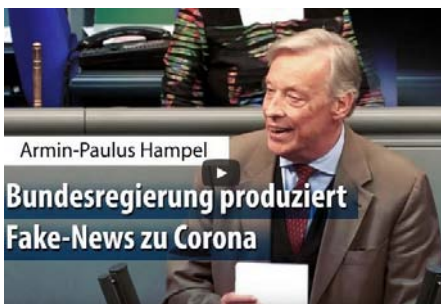 Armin-Paulus Hampel
Bundesregierung produziert
Fake-News zu Corona